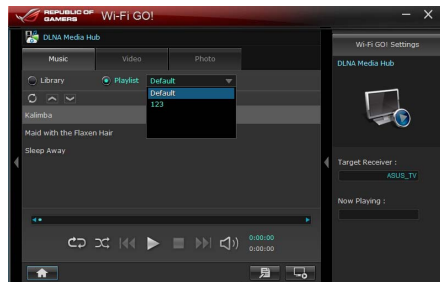 REPUBLIC OF GAMERS Wi-Fi GO!
DLNA Media Hub
Music Video Photo
Library Playlist Default
Default
123
Kalimba
Maid with the Flaxen Hair
Sleep Away
0:00:00
0:00:00
Wi-Fi GO! Settings
DLNA Media Hub
Target Receiver :
ASUS_TV
Now Playing :